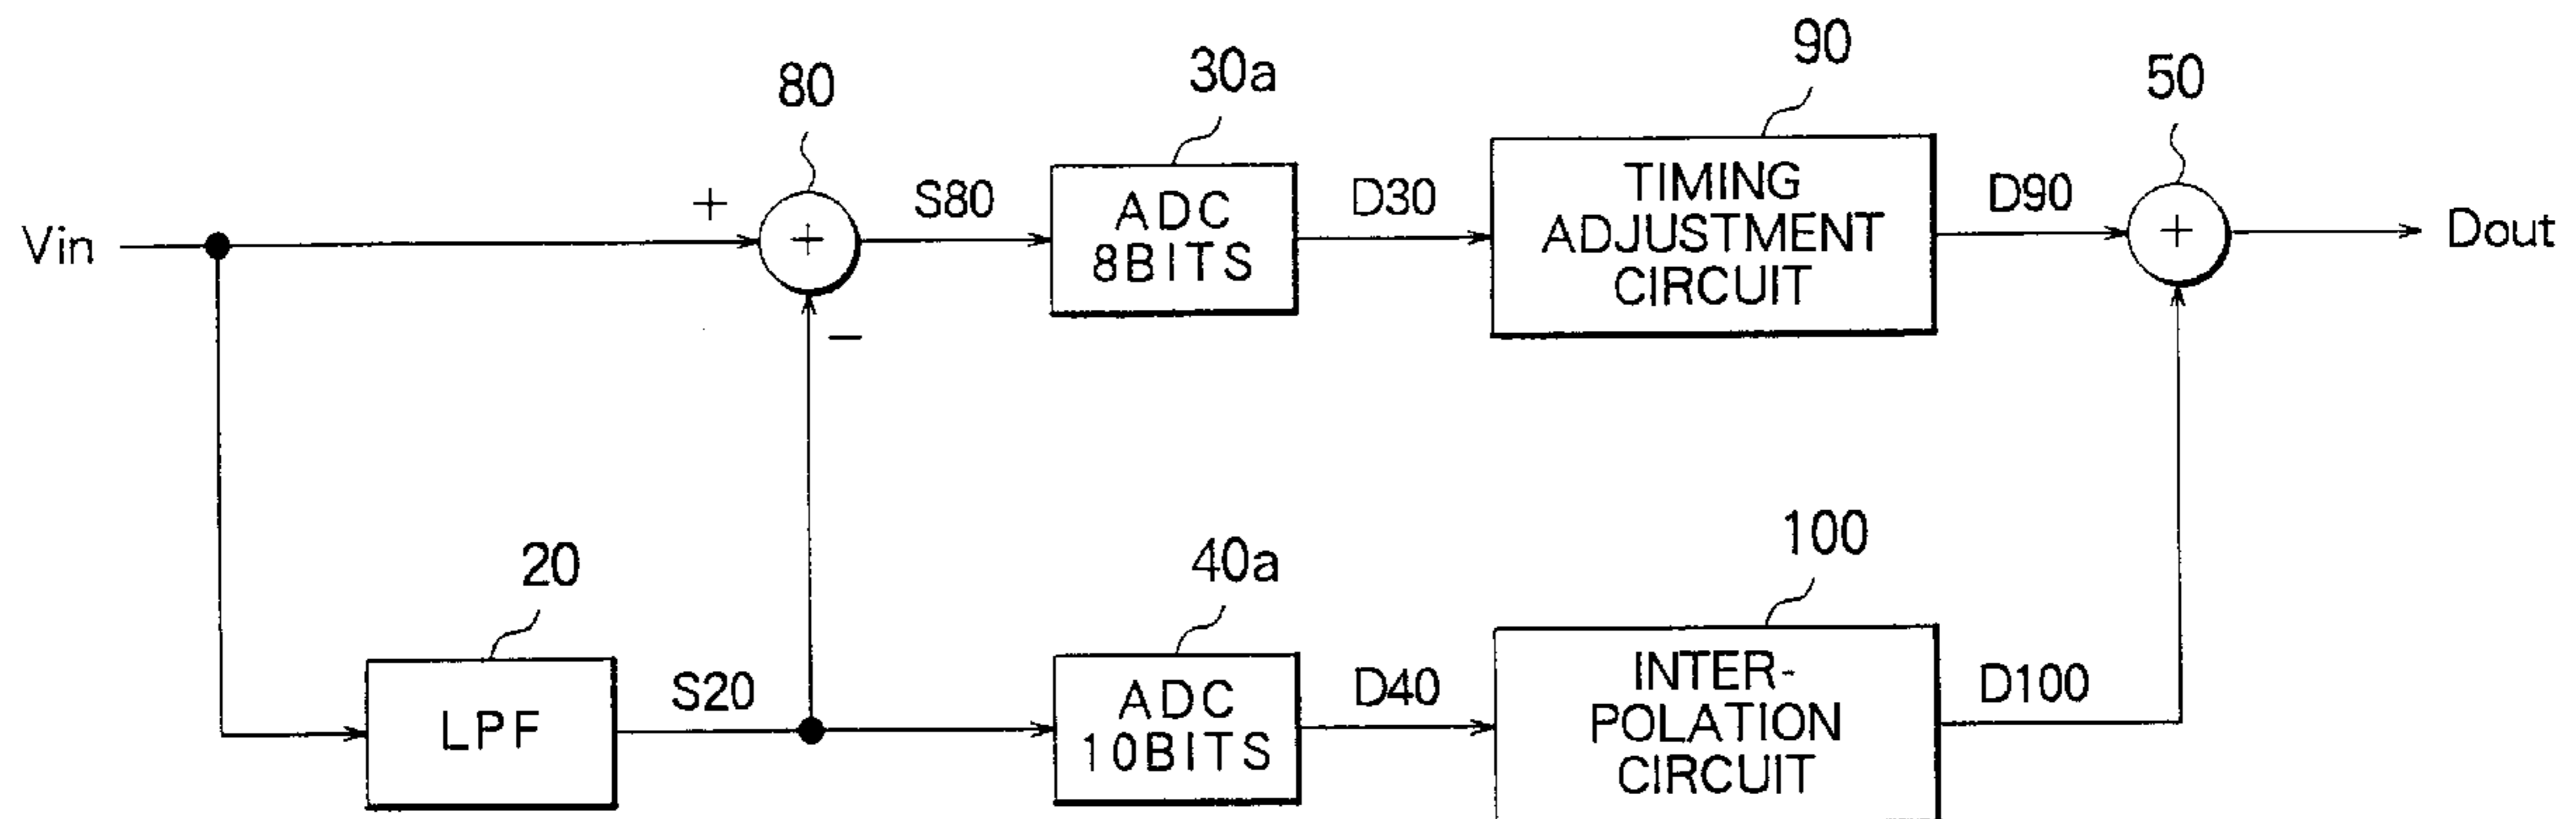 90
30a
50
80
TIMING
ADJUSTMENT
CIRCUIT
D90
D30
S80
ADC
8BITS
+
+
+
Vin
Dout
−
100
40a
20
INTER-
POLATION
CIRCUIT
D100
D40
S20
ADC
10BITS
LPF